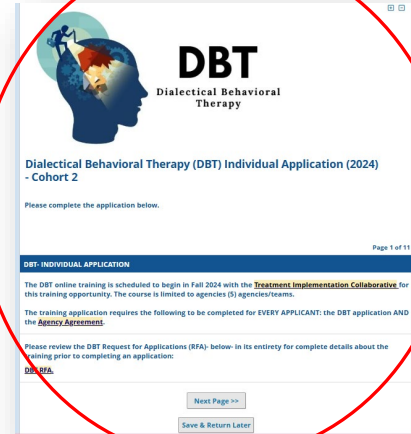 DBT
Dialectical Behavioral
Therapy
Dialectical Behavioral Therapy (DBT) Individual Application (2024)
- Cohort 2
Please complete the application below.
Page 1 of 11
DBT- INDIVIDUAL APPLICATION
The DBT online training is scheduled to begin in Fall 2024 with the Treatment Implementation Collaborative for
this training opportunity. The course is limited to agencies (5) agencies/teams.
The training application requires the following to be completed for EVERY APPLICANT: the DBT application AND
the Agency Agreement.
Please review the DBT Request for Applications (RFA)- below- in its entirety for complete details about the
training prior to completing an application:
DBT RFA.
Next Page >>
Save & Return Later